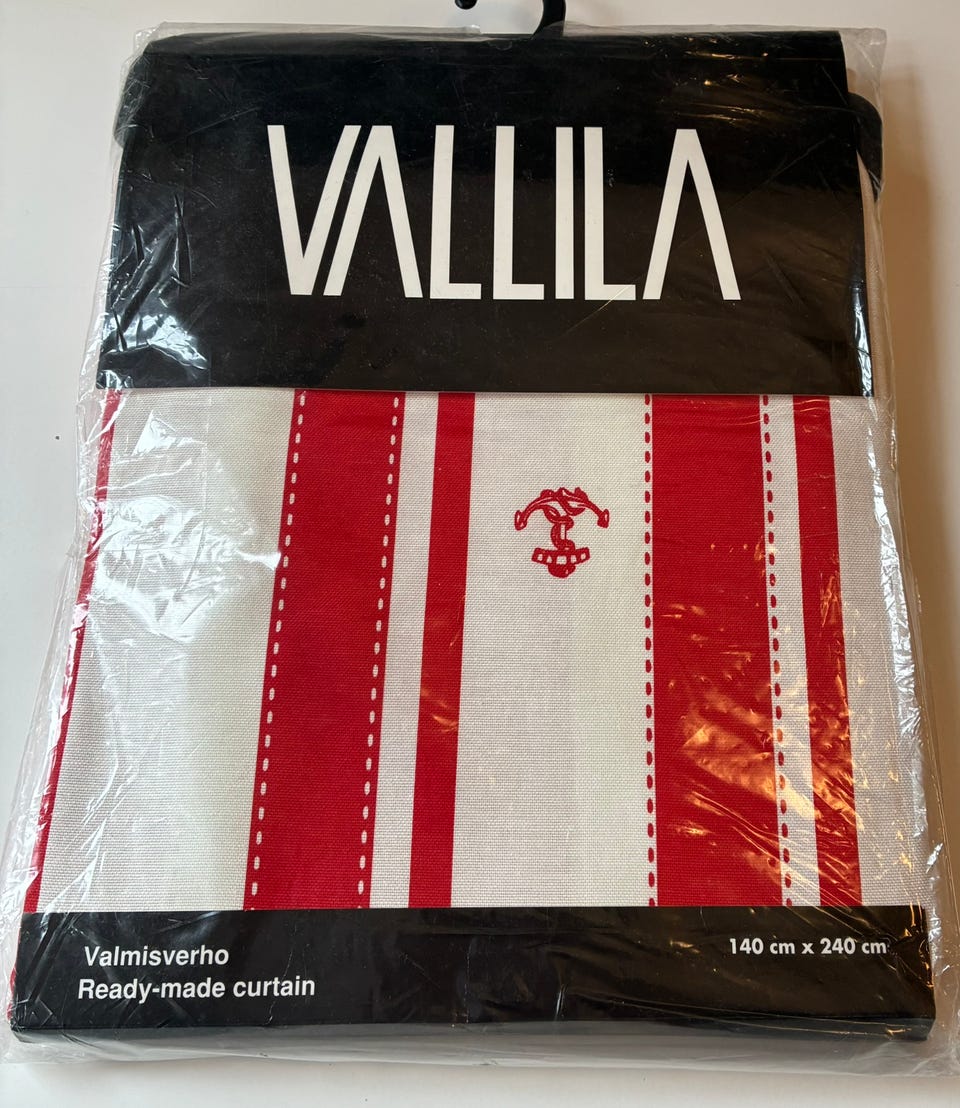 VALLILA
Valmisverho
Ready-made curtain
140 cm x 240 cm